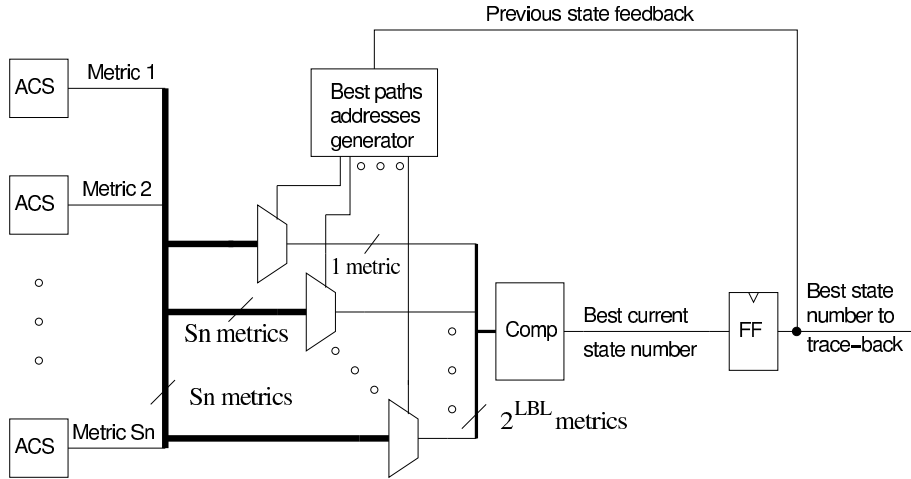 Previous state feedback
ACS
Metric 1
Best paths
addresses
generator
ACS
Metric 2
1 metric
Sn metrics
Comp
Best current
state number
FF
Best state
number to
trace-back
Sn metrics
2^LBL metrics
ACS
Metric Sn